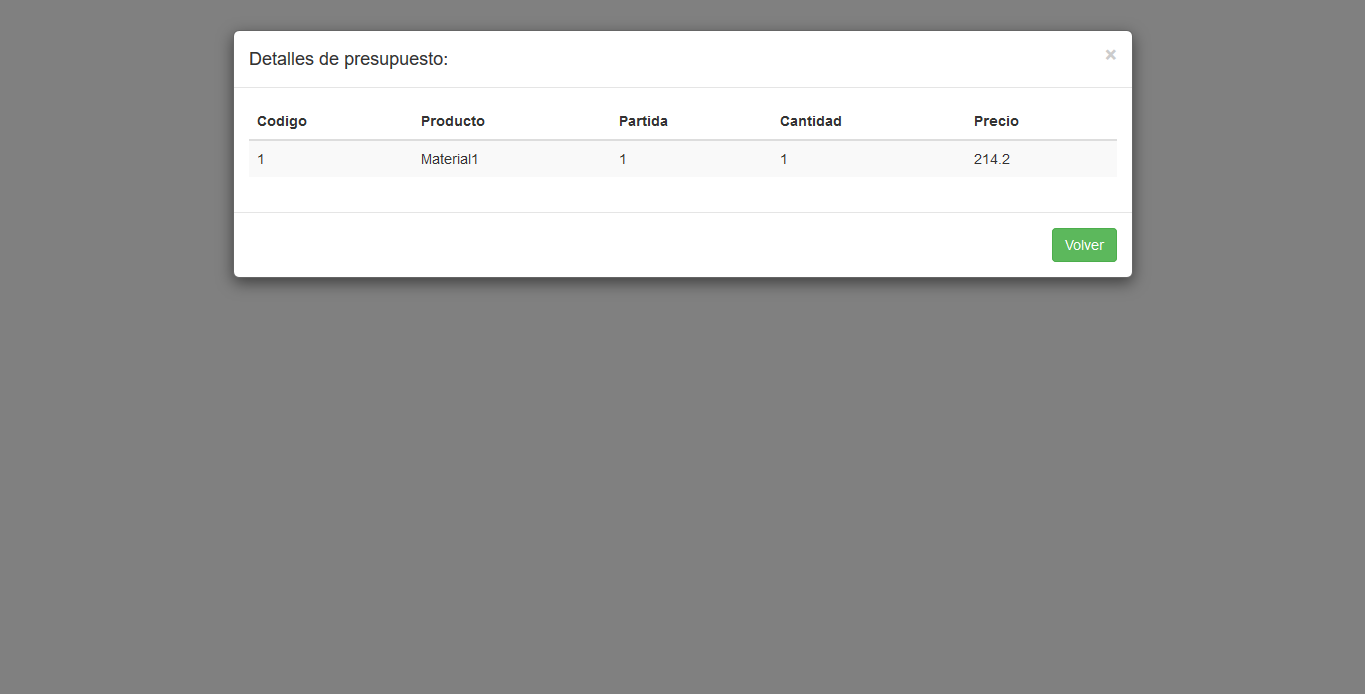 Detalles de presupuesto:
×
Codigo Producto Partida Cantidad Precio
1 Material1 1 1 214.2
Volver